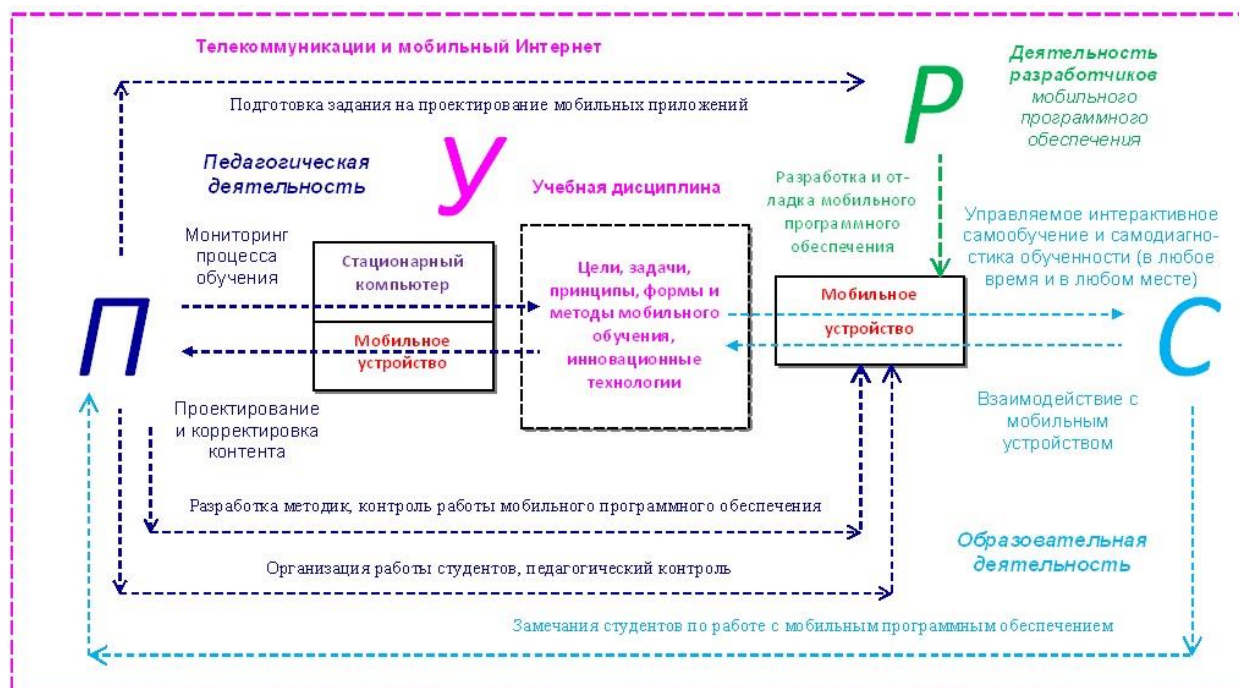 Телекоммуникации и мобильный Интернет
Подготовка задания на проектирование мобильных приложений
Р
Деятельность
разработчиков
мобильного
программного
обеспечения
Педагогическая
деятельность
У
Учебная дисциплина
Разработка и от-
ладка мобильного
программного
обеспечения
Управляемое интерактивное
самообучение и самодиагно-
стика обученности (в любое
время и в любом месте)
Мониторинг
процесса
обучения
Стационарный
компьютер
Мобильное
устройство
Цели, задачи,
принципы, формы и
методы мобильного
обучения,
инновационные
технологии
Мобильное
устройство
П
С
Проектирование
и корректировка
контента
Взаимодействие с
мобильным
устройством
Разработка методик, контроль работы мобильного программного обеспечения
Организация работы студентов, педагогический контроль
Образовательная
деятельность
Замечания студентов по работе с мобильным программным обеспечением